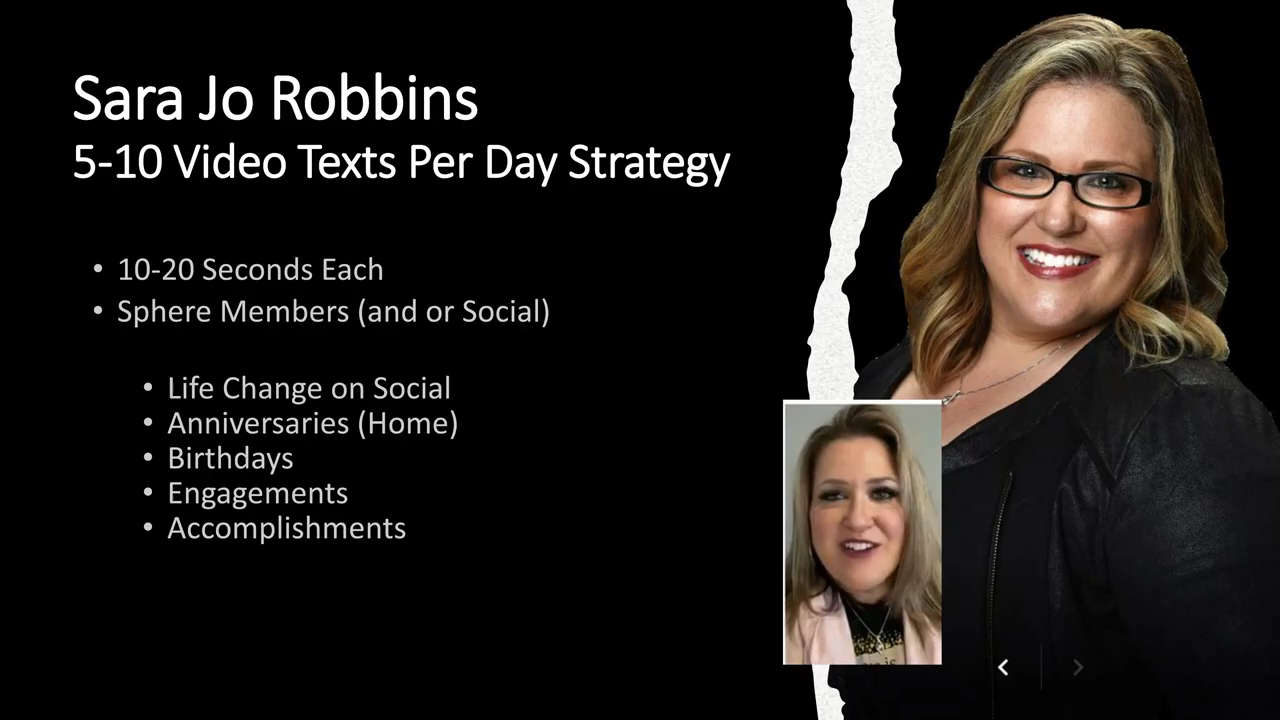 Sara Jo Robbins
5-10 Video Texts Per Day Strategy
• 10-20 Seconds Each
• Sphere Members (and or Social)
• Life Change on Social
• Anniversaries (Home)
• Birthdays
• Engagements
• Accomplishments